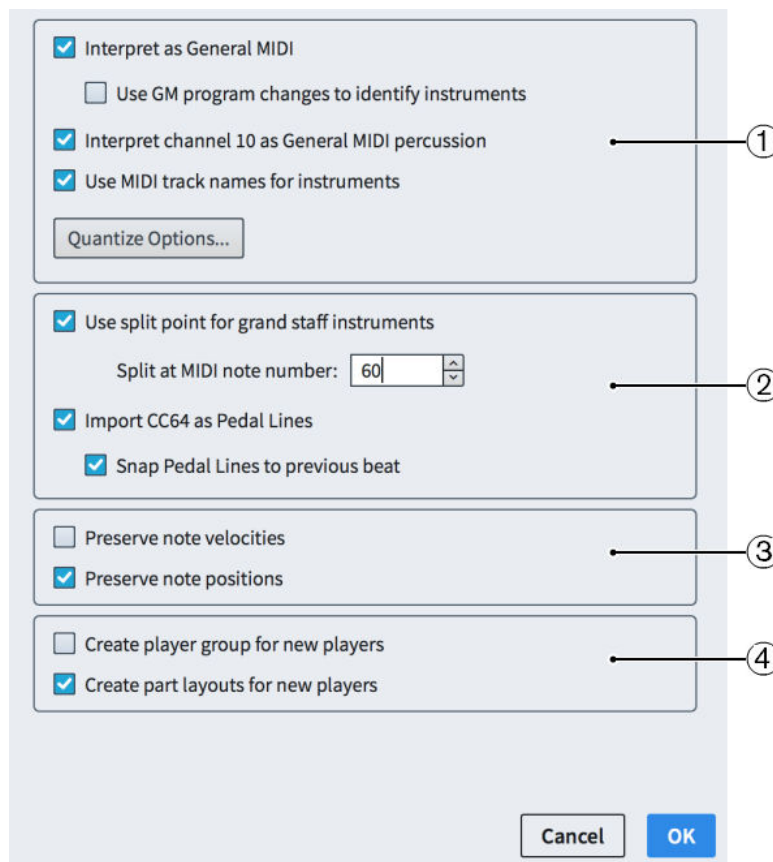 Interpret as General MIDI
Use GM program changes to identify instruments
Interpret channel 10 as General MIDI percussion
1
Use MIDI track names for instruments
Quantize Options...
Use split point for grand staff instruments
Split at MIDI note number: 60
2
Import CC64 as Pedal Lines
Snap Pedal Lines to previous beat
Preserve note velocities
3
Preserve note positions
Create player group for new players
4
Create part layouts for new players
Cancel OK